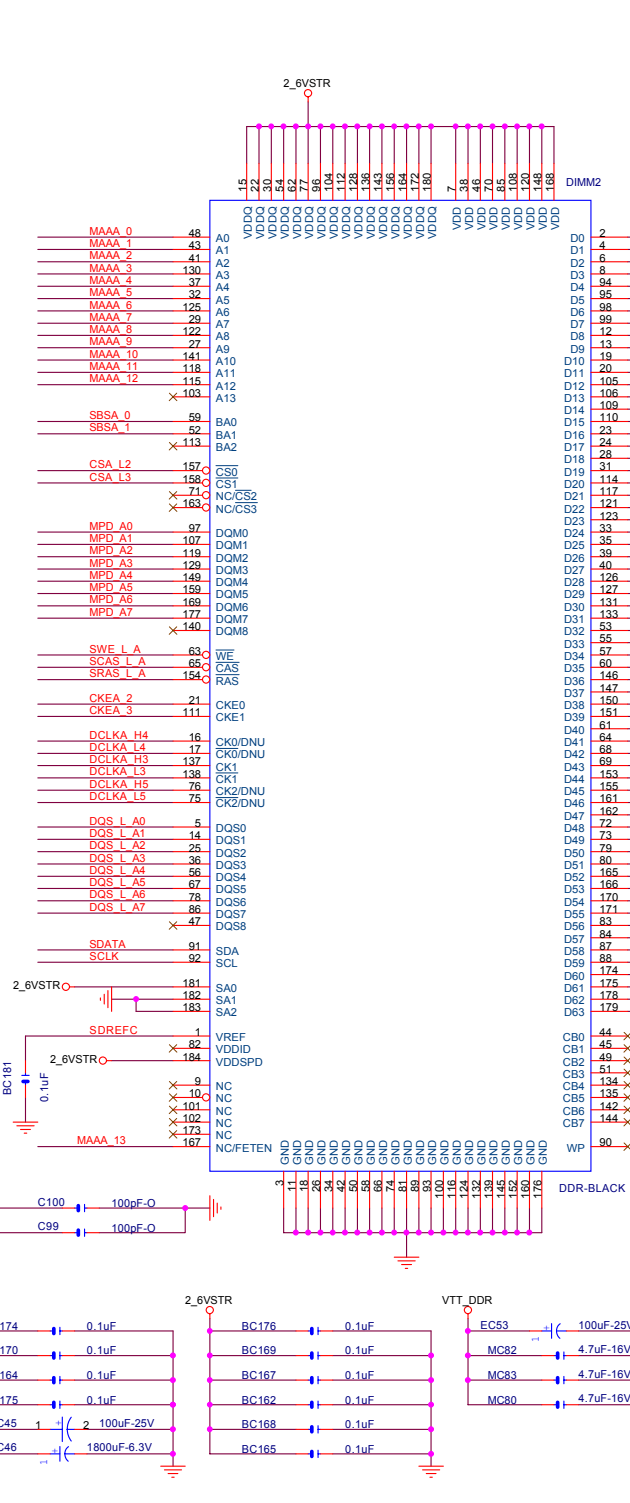 2_6VSTR
15 22 30 54 62 77 96 104 112 128 136 143 156 164 172 180 7 38 46 70 85 108 120 148 168
DIMM2
VDDQ VDDQ VDDQ VDDQ VDDQ VDDQ VDDQ VDDQ VDDQ VDDQ VDDQ VDDQ VDDQ VDDQ VDDQ VDDQ VDD VDD VDD VDD VDD VDD VDD VDD VDD
MAAA_0 48 A0
MAAA_1 43 A1
MAAA_2 41 A2
MAAA_3 130 A3
MAAA_4 37 A4
MAAA_5 32 A5
MAAA_6 125 A6
MAAA_7 29 A7
MAAA_8 122 A8
MAAA_9 27 A9
MAAA_10 141 A10
MAAA_11 118 A11
MAAA_12 115 A12
103 A13
SBSA_0 59 BA0
SBSA_1 52 BA1
113 BA2
CSA_L2 157 CS0
CSA_L3 158 CS1
71 NC/CS2
163 NC/CS3
MPD_A0 97 DQM0
MPD_A1 107 DQM1
MPD_A2 119 DQM2
MPD_A3 129 DQM3
MPD_A4 149 DQM4
MPD_A5 159 DQM5
MPD_A6 169 DQM6
MPD_A7 177 DQM7
140 DQM8
SWE_L_A 63 WE
SCAS_L_A 65 CAS
SRAS_L_A 154 RAS
CKEA_2 21 CKE0
CKEA_3 111 CKE1
DCLKA_H4 16 CK0/DNU
DCLKA_L4 17 CK0/DNU
DCLKA_H3 137 CK1
DCLKA_L3 138 CK1
DCLKA_H5 76 CK2/DNU
DCLKA_L5 75 CK2/DNU
DQS_L_A0 5 DQS0
DQS_L_A1 14 DQS1
DQS_L_A2 25 DQS2
DQS_L_A3 36 DQS3
DQS_L_A4 56 DQS4
DQS_L_A5 67 DQS5
DQS_L_A6 78 DQS6
DQS_L_A7 86 DQS7
47 DQS8
SDATA 91 SDA
SCLK 92 SCL
2_6VSTR 181 SA0
182 SA1
183 SA2
SDREFC 1 VREF
82 VDDID
2_6VSTR 184 VDDSPD
BC181
0.1uF
9 NC
10 NC
101 NC
102 NC
173 NC
MAAA_13 167 NC/FETEN
D0 2
D1 4
D2 6
D3 8
D4 94
D5 95
D6 98
D7 99
D8 12
D9 13
D10 19
D11 20
D12 105
D13 106
D14 109
D15 110
D16 23
D17 24
D18 28
D19 31
D20 114
D21 117
D22 121
D23 123
D24 33
D25 35
D26 39
D27 40
D28 126
D29 127
D30 131
D31 133
D32 53
D33 55
D34 57
D35 60
D36 146
D37 147
D38 150
D39 151
D40 61
D41 64
D42 68
D43 69
D44 153
D45 155
D46 161
D47 162
D48 72
D49 73
D50 79
D51 80
D52 165
D53 166
D54 170
D55 171
D56 83
D57 84
D58 87
D59 88
D60 174
D61 175
D62 178
D63 179
CB0 44
CB1 45
CB2 49
CB3 51
CB4 134
CB5 135
CB6 142
CB7 144
WP 90
GND GND GND GND GND GND GND GND GND GND GND GND GND GND GND GND GND GND GND GND GND GND
3 11 18 26 34 42 50 58 66 74 81 89 93 100 116 124 132 139 145 152 160 176
DDR-BLACK
C100 100pF-O
C99 100pF-O
174 0.1uF
170 0.1uF
164 0.1uF
175 0.1uF
C45 1 + 2 100uF-25V
C46 1 + 1800uF-6.3V
2_6VSTR
BC176 0.1uF
BC169 0.1uF
BC167 0.1uF
BC162 0.1uF
BC168 0.1uF
BC165 0.1uF
VTT_DDR
EC53 1 + 100uF-25V
MC82 4.7uF-16V
MC83 4.7uF-16V
MC80 4.7uF-16V